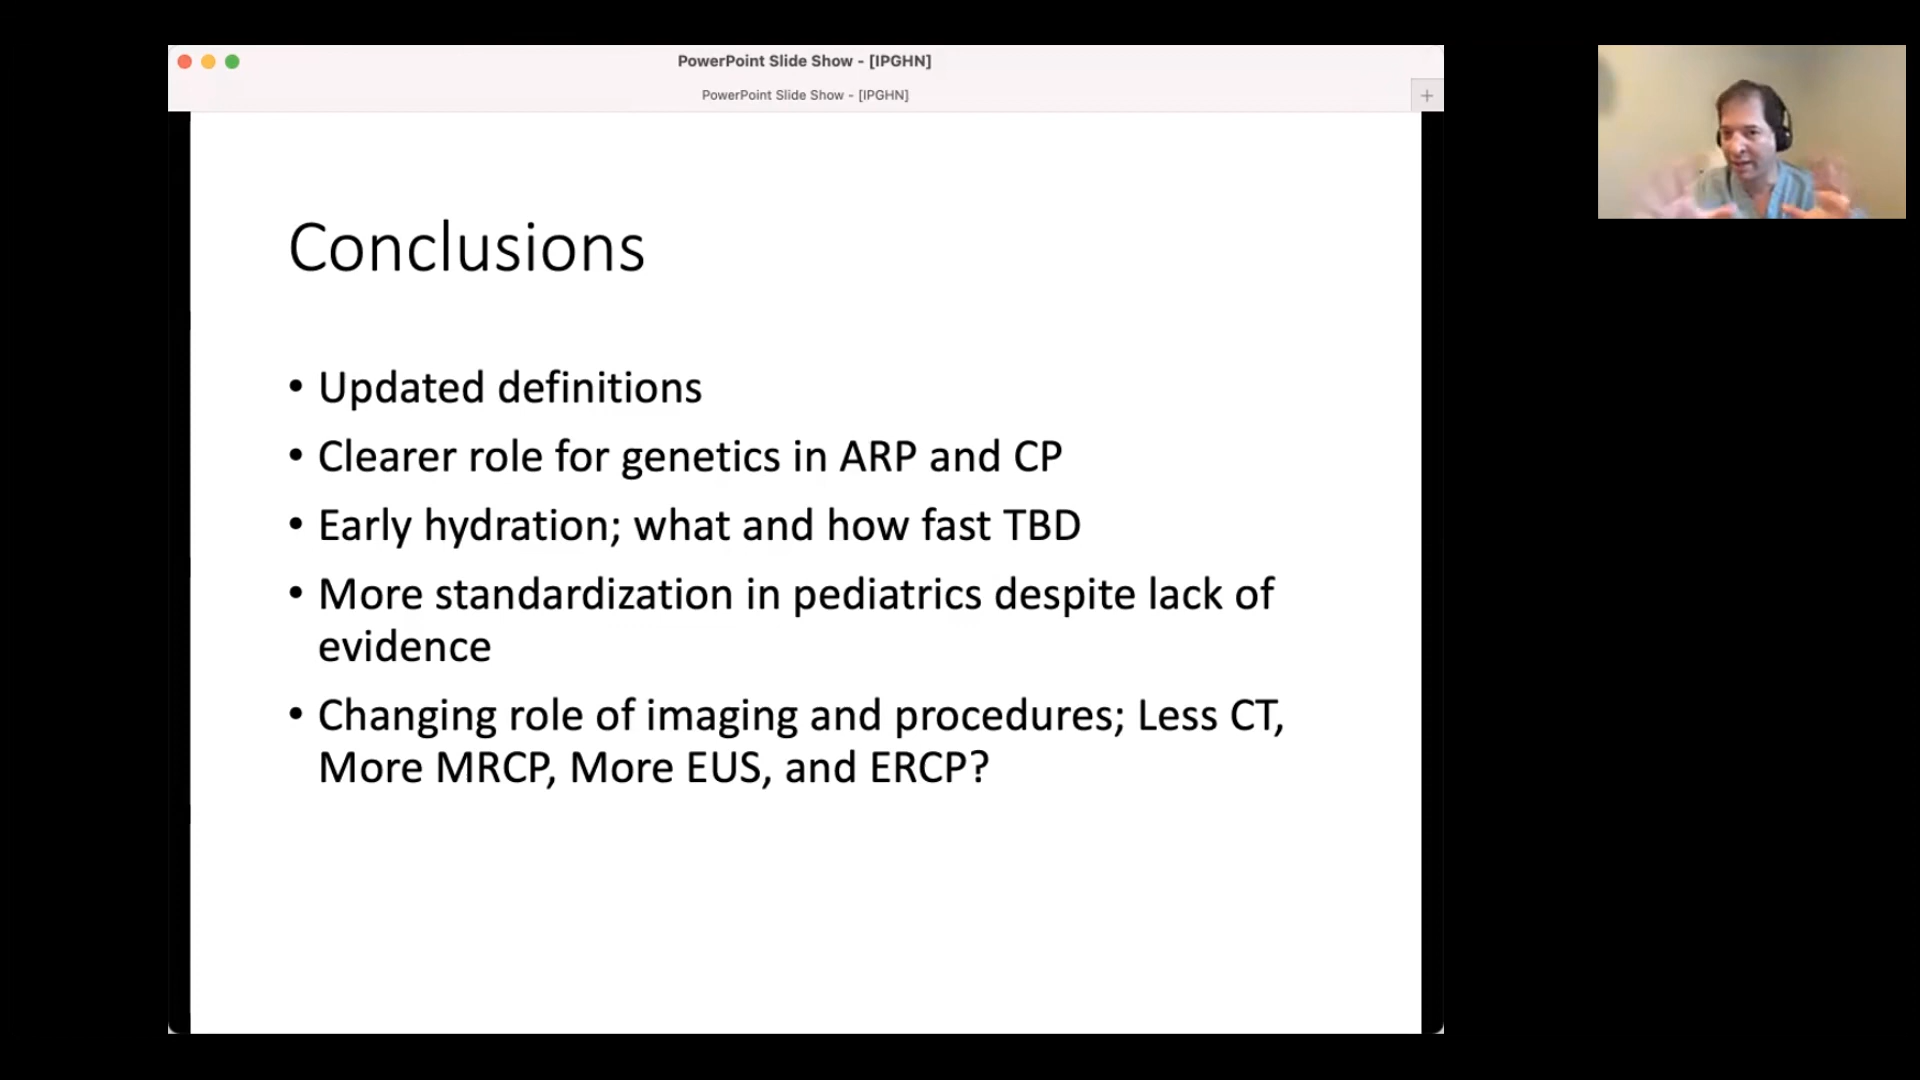 PowerPoint Slide Show - [IPGHN]
PowerPoint Slide Show - [IPGHN]
Conclusions
• Updated definitions
• Clearer role for genetics in ARP and CP
• Early hydration; what and how fast TBD
• More standardization in pediatrics despite lack of
evidence
• Changing role of imaging and procedures; Less CT,
More MRCP, More EUS, and ERCP?